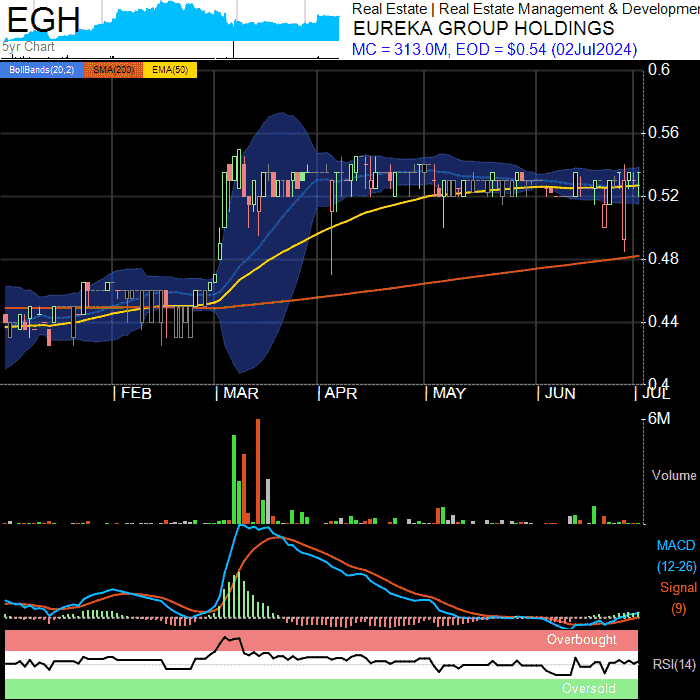 EGH
5yr Chart
Real Estate | Real Estate Management & Developmen
EUREKA GROUP HOLDINGS
MC = 313.0M, EOD = $0.54 (02Jul2024)
BollBands(20,2) SMA(200) EMA(50)
0.6
0.56
0.52
0.48
0.44
0.4
| FEB | MAR | APR | MAY | JUN | JUL
6M
Volume
MACD
(12-26)
Signal
(9)
Overbought
RSI(14)
Oversold